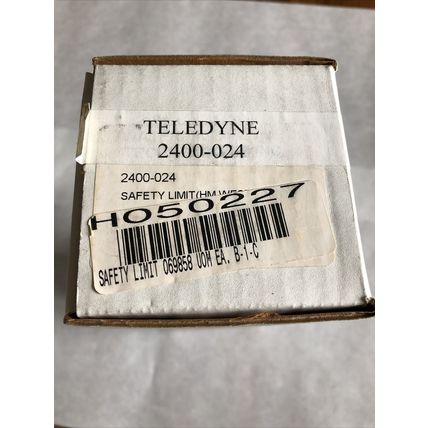 TELEDYNE
2400-024
2400-024
SAFETY LIMIT(HM
H050227
SAFETY LIMIT 069858 UOM EA. B-1-C